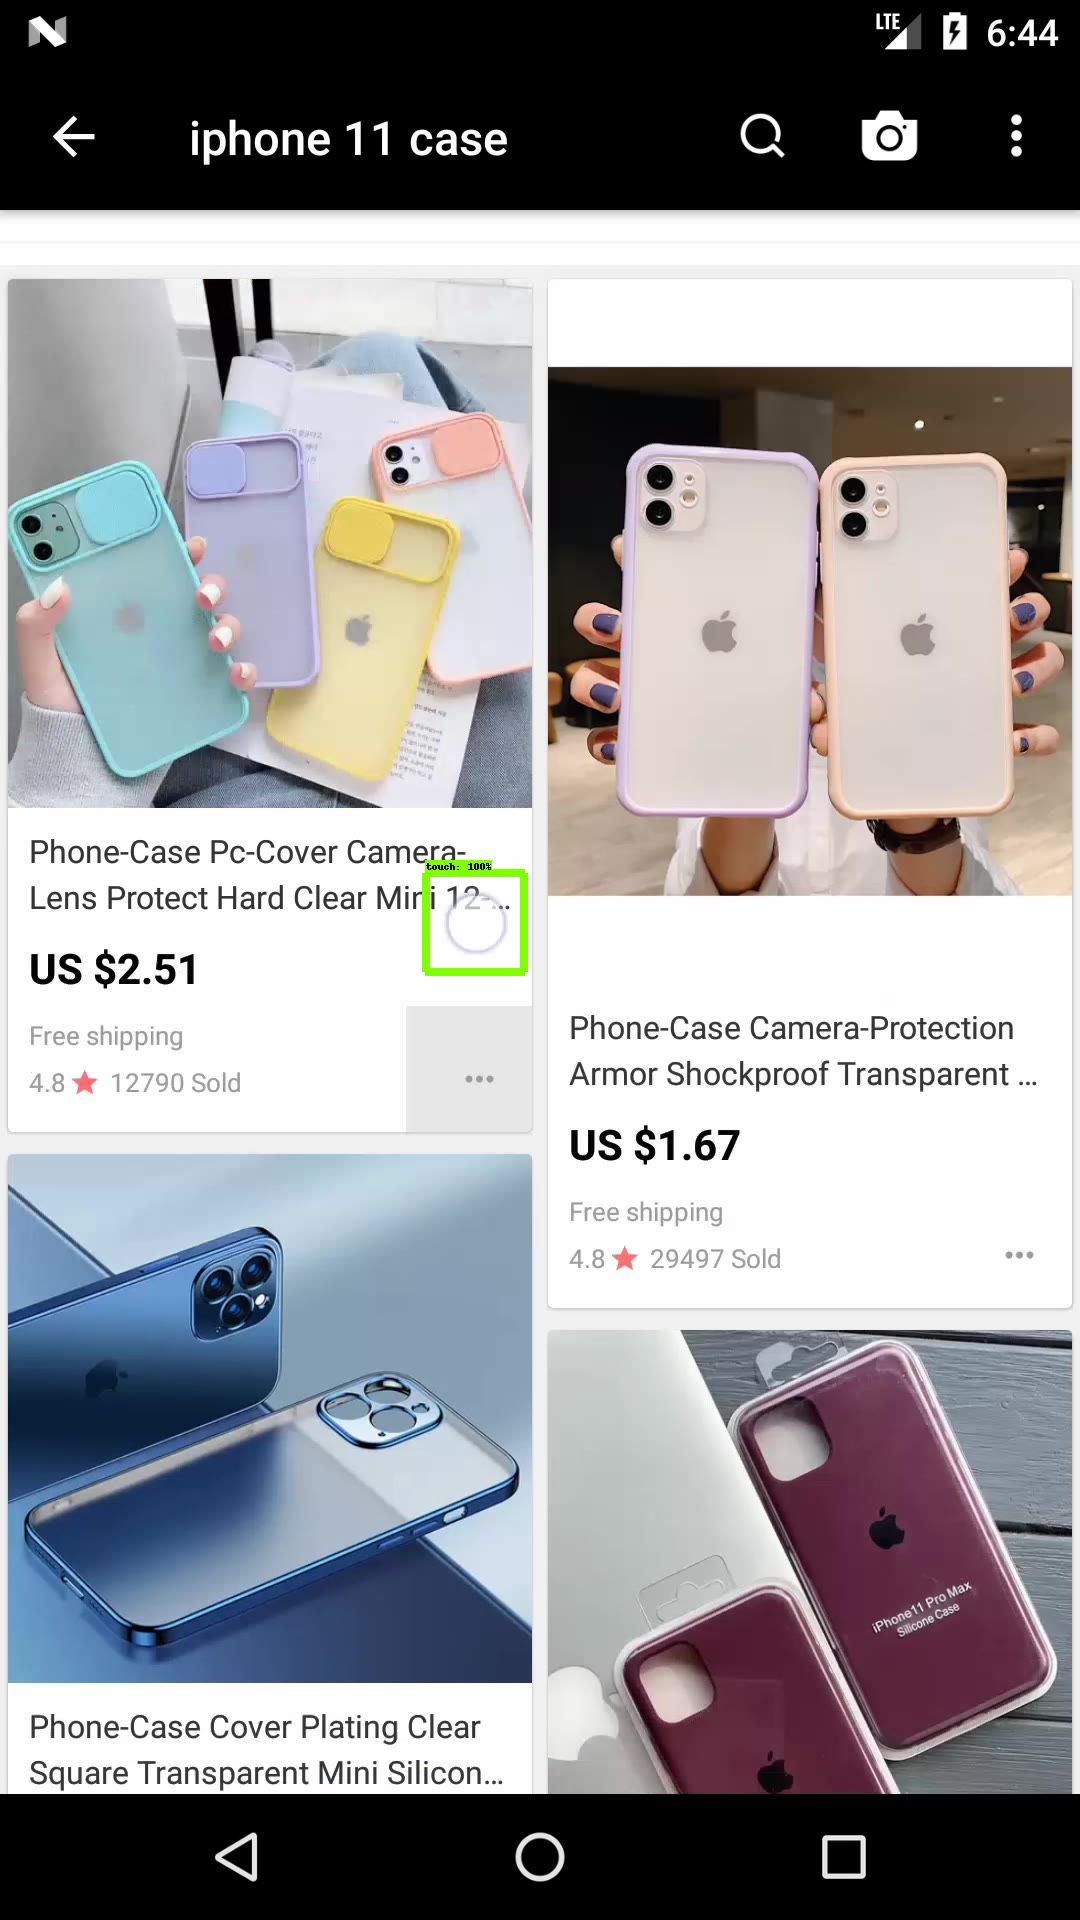 LTE 6:44
iphone 11 case
Phone-Case Pc-Cover Camera-
Lens Protect Hard Clear Mini 12-...
touch: 100%
US $2.51
Free shipping
4.8 12790 Sold
Phone-Case Camera-Protection
Armor Shockproof Transparent ...
US $1.67
Free shipping
4.8 29497 Sold
Phone-Case Cover Plating Clear
Square Transparent Mini Silicon...
iPhone11 Pro Max
Silicone Case